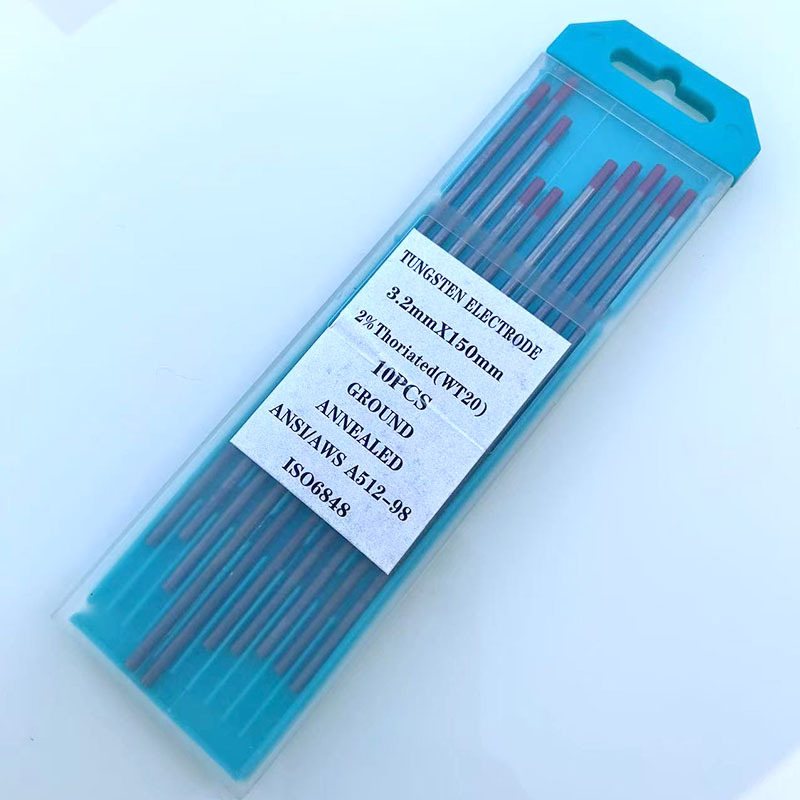 TUNGSTEN ELECTRODE
3.2mmX150mm
2%Thoriated(WT20)
10PCS
GROUND
ANNEALED
ANSI/AWS A512-98
ISO6848